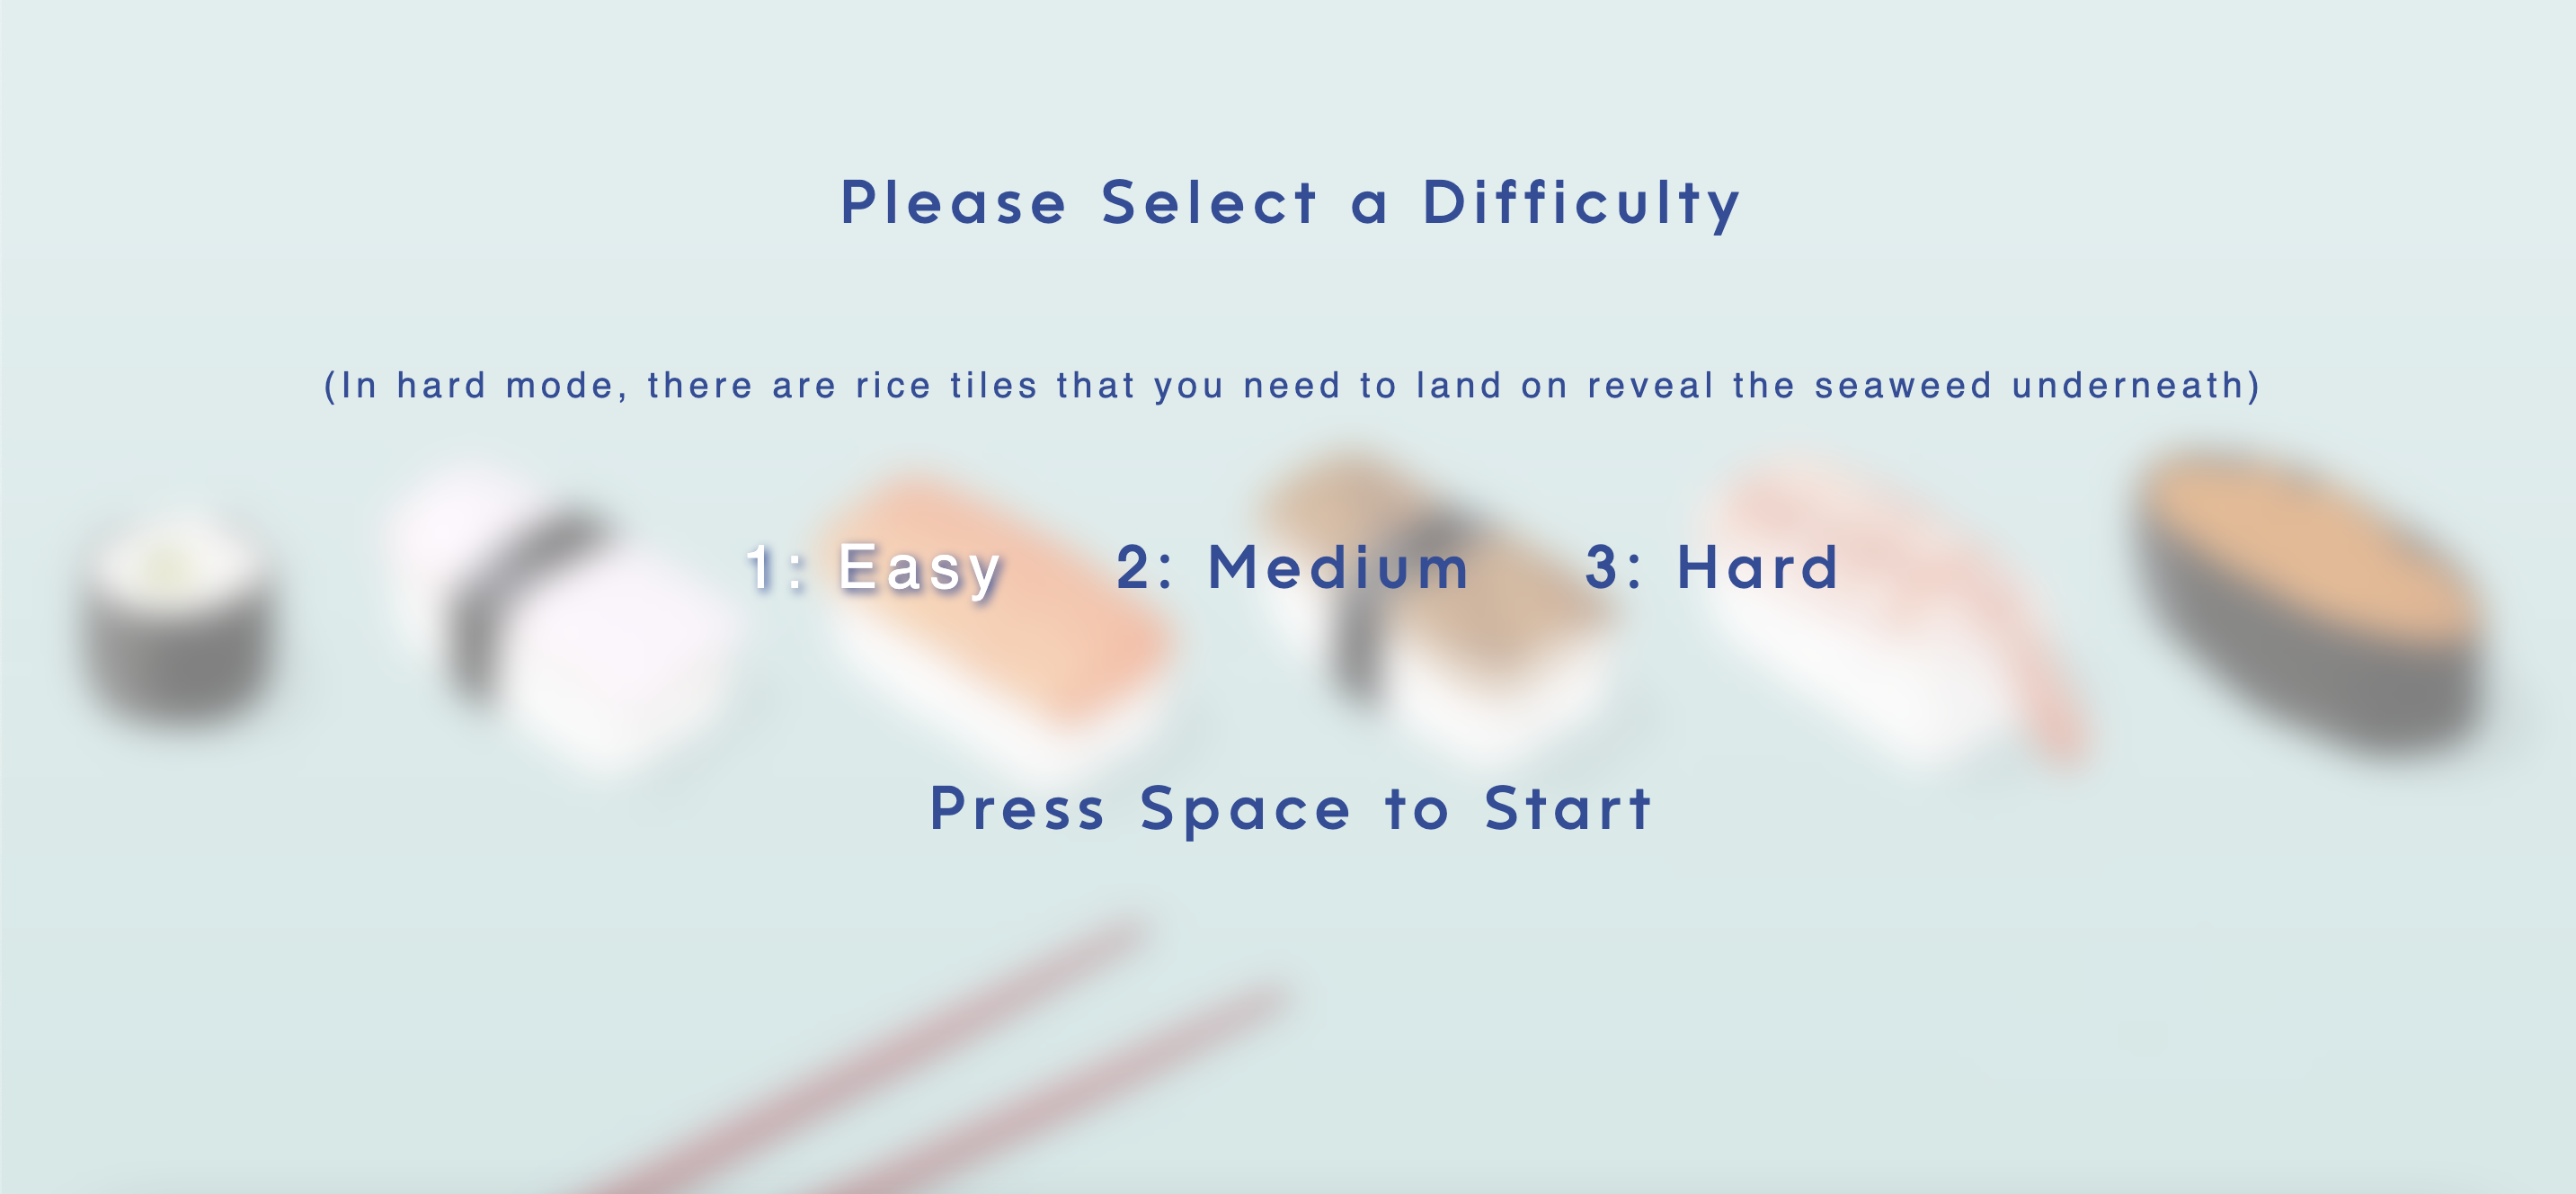 Please Select a Difficulty
(In hard mode, there are rice tiles that you need to land on reveal the seaweed underneath)
1: Easy 2: Medium 3: Hard
Press Space to Start